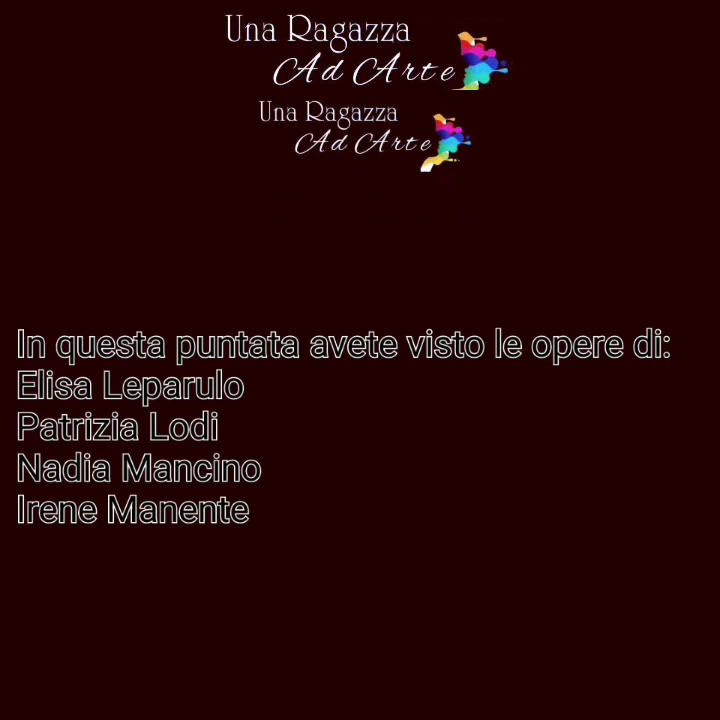 Una Ragazza
Ad Arte
Una Ragazza
Ad Arte
In questa puntata avete visto le opere di:
Elisa Leparulo
Patrizia Lodi
Nadia Mancino
Irene Manente